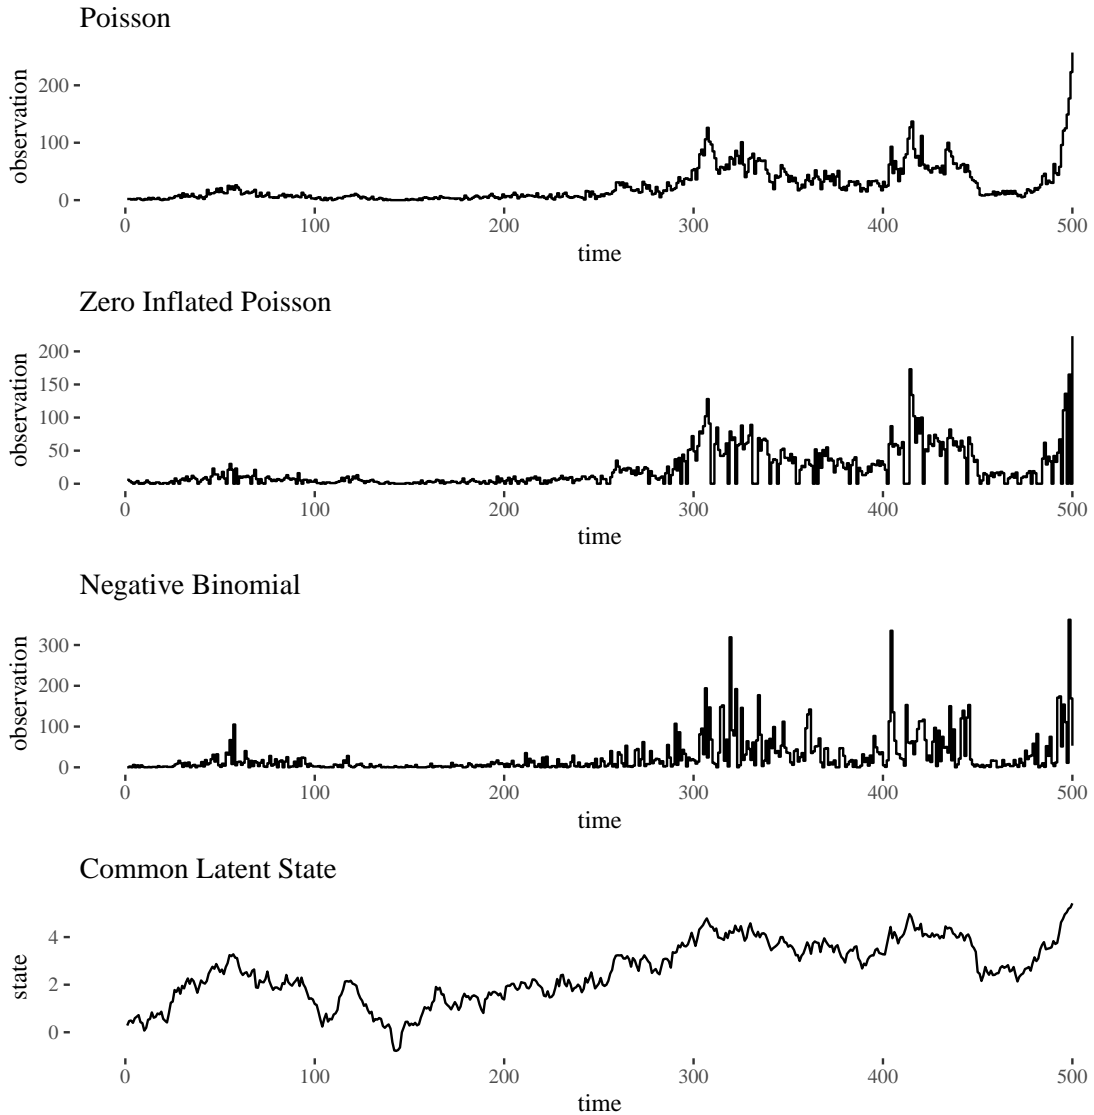 Poisson
observation
200
100
0
0 100 200 300 400 500
time
Zero Inflated Poisson
observation
200
150
100
50
0
0 100 200 300 400 500
time
Negative Binomial
observation
300
200
100
0
0 100 200 300 400 500
time
Common Latent State
state
4
2
0
0 100 200 300 400 500
time